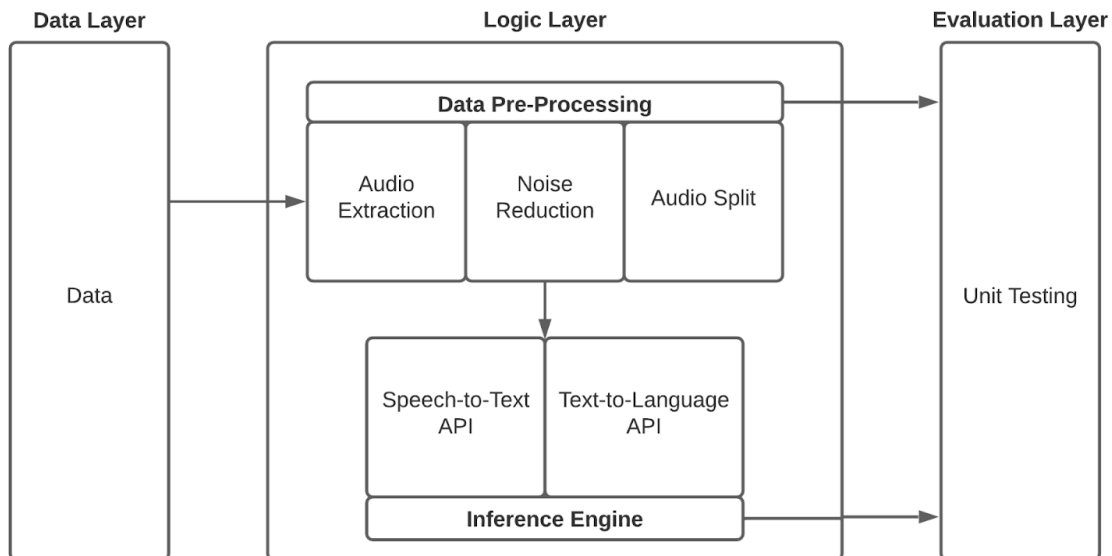 Data Layer
Logic Layer
Evaluation Layer
Data Pre-Processing
Audio
Extraction
Noise
Reduction
Audio Split
Data
Unit Testing
Speech-to-Text
API
Text-to-Language
API
Inference Engine